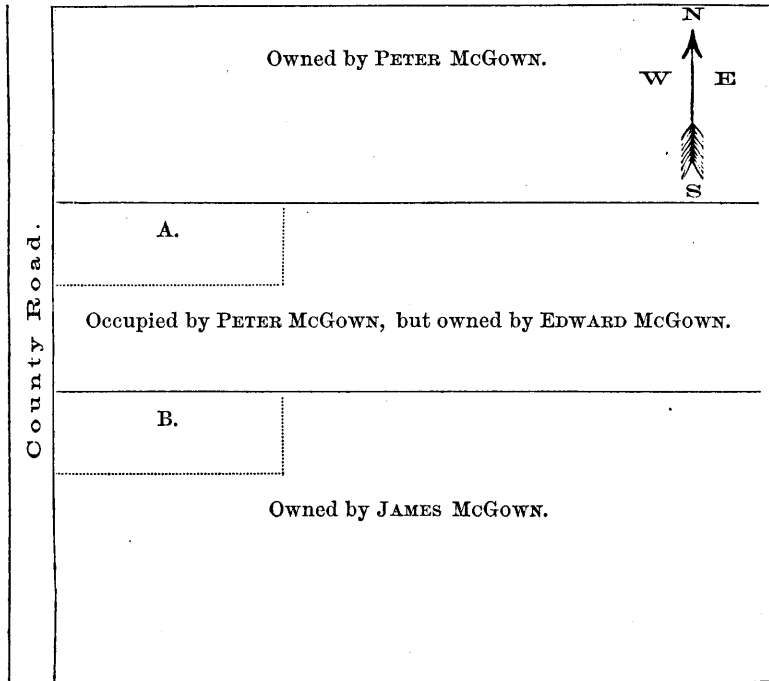 N
Owned by PETER MCGOWN.
W E
S
A.
Occupied by PETER MCGOWN, but owned by EDWARD MCGOWN.
County Road.
B.
Owned by JAMES MCGOWN.